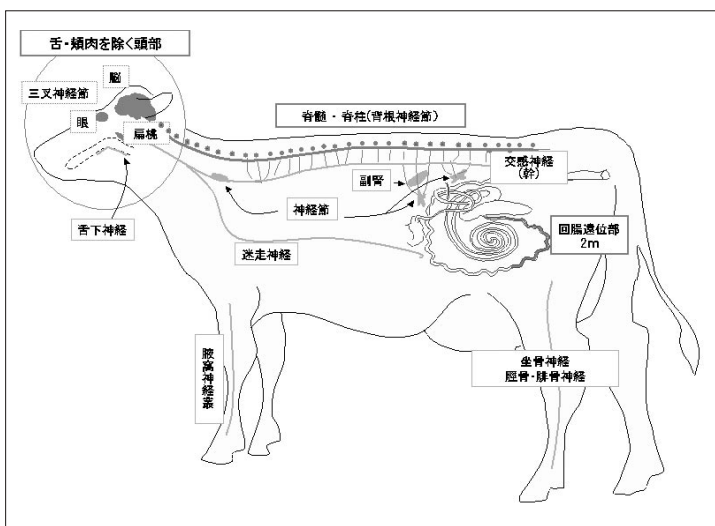 舌・頬肉を除く頭部
脳
三叉神経節
眼
扁桃
脊髄・脊柱(背根神経節)
交感神経
(幹)
副腎
神経節
舌下神経
迷走神経
回腸遠位部
2m
腋窩神経叢
坐骨神経
脛骨・腓骨神経